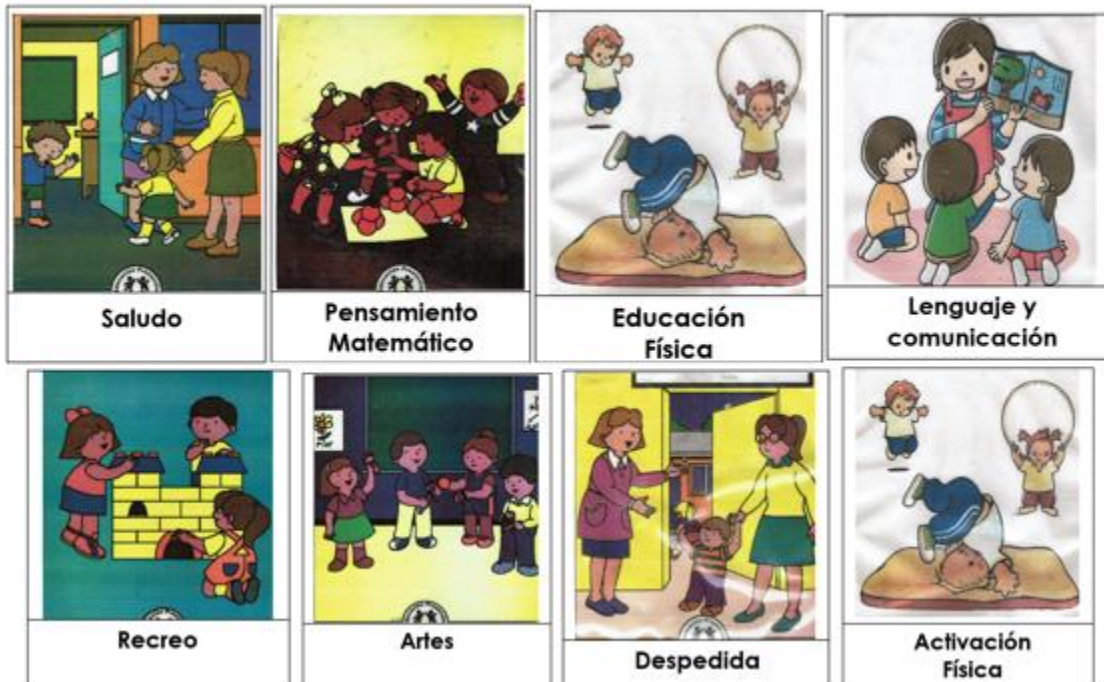 Saludo
Pensamiento
Matemático
Educación
Física
Lenguaje y
comunicación
Recreo
Artes
Despedida
Activación
Física